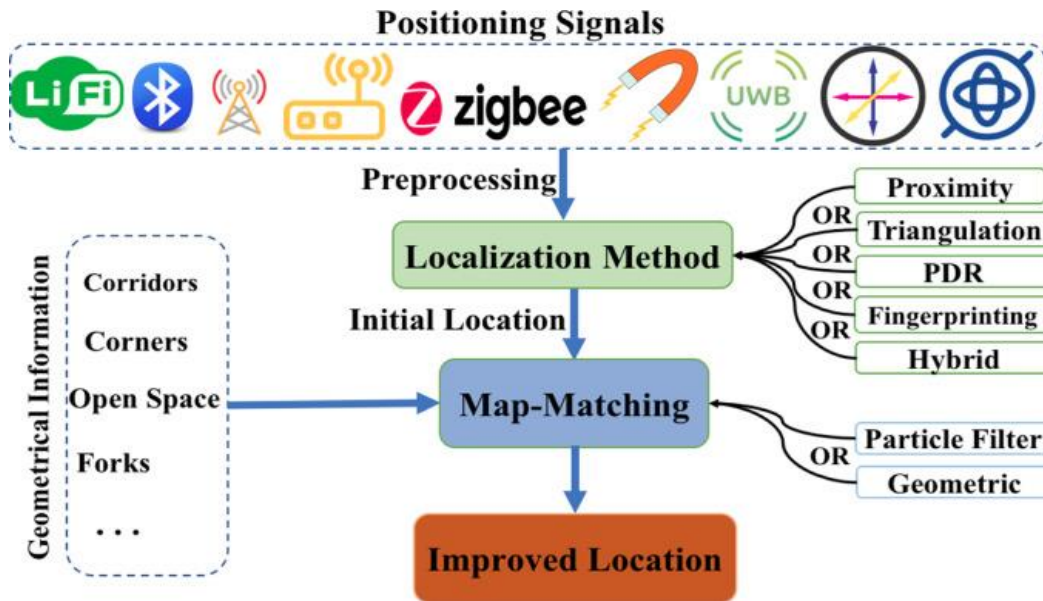 Positioning Signals
LiFi
zigbee
UWB
Preprocessing
Localization Method
Proximity
OR
Triangulation
OR
PDR
OR
Fingerprinting
OR
Hybrid
Initial Location
Geometrical Information
Corridors
Corners
Open Space
Forks
...
Map-Matching
Particle Filter
OR
Geometric
Improved Location